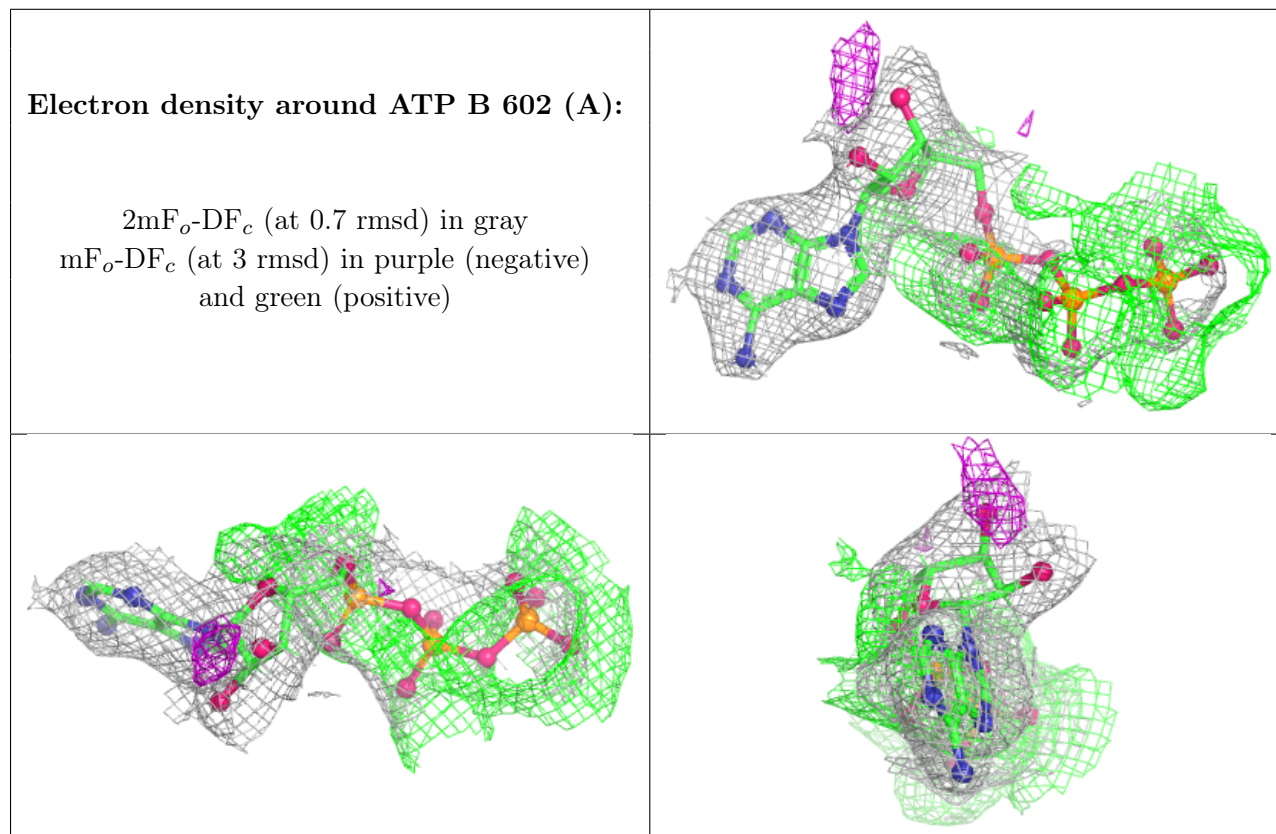 Electron density around ATP B 602 (A):
2mFₒ-DF𝒸 (at 0.7 rmsd) in gray
mFₒ-DF𝒸 (at 3 rmsd) in purple (negative)
and green (positive)